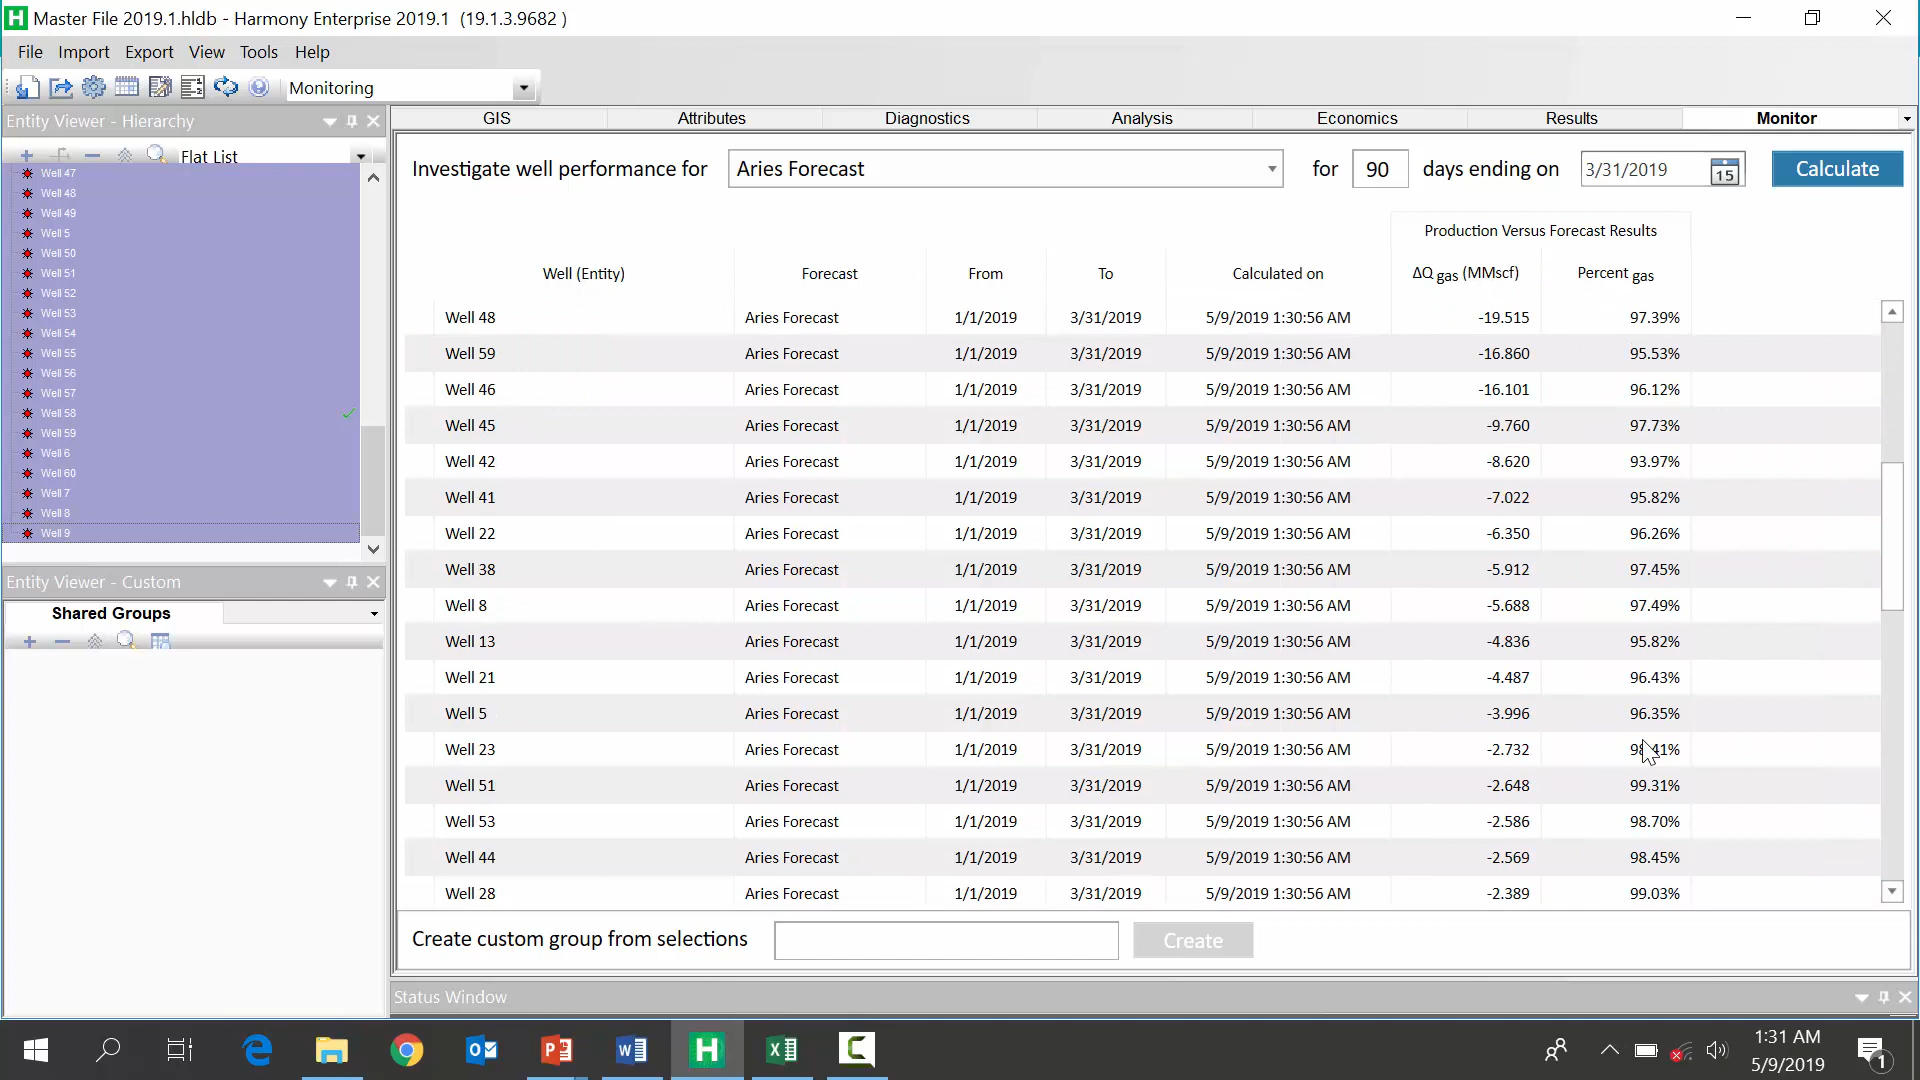 Master File 2019.1.hldb - Harmony Enterprise 2019.1 (19.1.3.9682 )
File Import Export View Tools Help
Monitoring
Entity Viewer - Hierarchy
Flat List
Well 47
Well 48
Well 49
Well 5
Well 50
Well 51
Well 52
Well 53
Well 54
Well 55
Well 56
Well 57
Well 58
Well 59
Well 6
Well 60
Well 7
Well 8
Well 9
Entity Viewer - Custom
Shared Groups
GIS Attributes Diagnostics Analysis Economics Results Monitor
Investigate well performance for Aries Forecast for 90 days ending on 3/31/2019 15 Calculate
Production Versus Forecast Results
Well (Entity) Forecast From To Calculated on ΔQ gas (MMscf) Percent gas
Well 48 Aries Forecast 1/1/2019 3/31/2019 5/9/2019 1:30:56 AM -19.515 97.39%
Well 59 Aries Forecast 1/1/2019 3/31/2019 5/9/2019 1:30:56 AM -16.860 95.53%
Well 46 Aries Forecast 1/1/2019 3/31/2019 5/9/2019 1:30:56 AM -16.101 96.12%
Well 45 Aries Forecast 1/1/2019 3/31/2019 5/9/2019 1:30:56 AM -9.760 97.73%
Well 42 Aries Forecast 1/1/2019 3/31/2019 5/9/2019 1:30:56 AM -8.620 93.97%
Well 41 Aries Forecast 1/1/2019 3/31/2019 5/9/2019 1:30:56 AM -7.022 95.82%
Well 22 Aries Forecast 1/1/2019 3/31/2019 5/9/2019 1:30:56 AM -6.350 96.26%
Well 38 Aries Forecast 1/1/2019 3/31/2019 5/9/2019 1:30:56 AM -5.912 97.45%
Well 8 Aries Forecast 1/1/2019 3/31/2019 5/9/2019 1:30:56 AM -5.688 97.49%
Well 13 Aries Forecast 1/1/2019 3/31/2019 5/9/2019 1:30:56 AM -4.836 95.82%
Well 21 Aries Forecast 1/1/2019 3/31/2019 5/9/2019 1:30:56 AM -4.487 96.43%
Well 5 Aries Forecast 1/1/2019 3/31/2019 5/9/2019 1:30:56 AM -3.996 96.35%
Well 23 Aries Forecast 1/1/2019 3/31/2019 5/9/2019 1:30:56 AM -2.732 98.41%
Well 51 Aries Forecast 1/1/2019 3/31/2019 5/9/2019 1:30:56 AM -2.648 99.31%
Well 53 Aries Forecast 1/1/2019 3/31/2019 5/9/2019 1:30:56 AM -2.586 98.70%
Well 44 Aries Forecast 1/1/2019 3/31/2019 5/9/2019 1:30:56 AM -2.569 98.45%
Well 28 Aries Forecast 1/1/2019 3/31/2019 5/9/2019 1:30:56 AM -2.389 99.03%
Create custom group from selections Create
Status Window
1:31 AM
5/9/2019
1